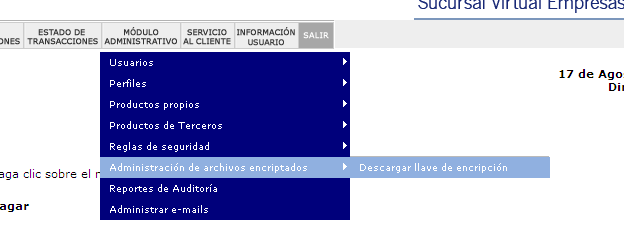 Sucursal Virtual Empresas
ONES
ESTADO DE
TRANSACCIONES
MÓDULO
ADMINISTRATIVO
SERVICIO
AL CLIENTE
INFORMACIÓN
USUARIO
SALIR
Usuarios
Perfiles
Productos propios
Productos de Terceros
Reglas de seguridad
Administración de archivos encriptados
Descargar llave de encripción
Reportes de Auditoría
Administrar e-mails
17 de Ago
Di
aga clic sobre el r
agar